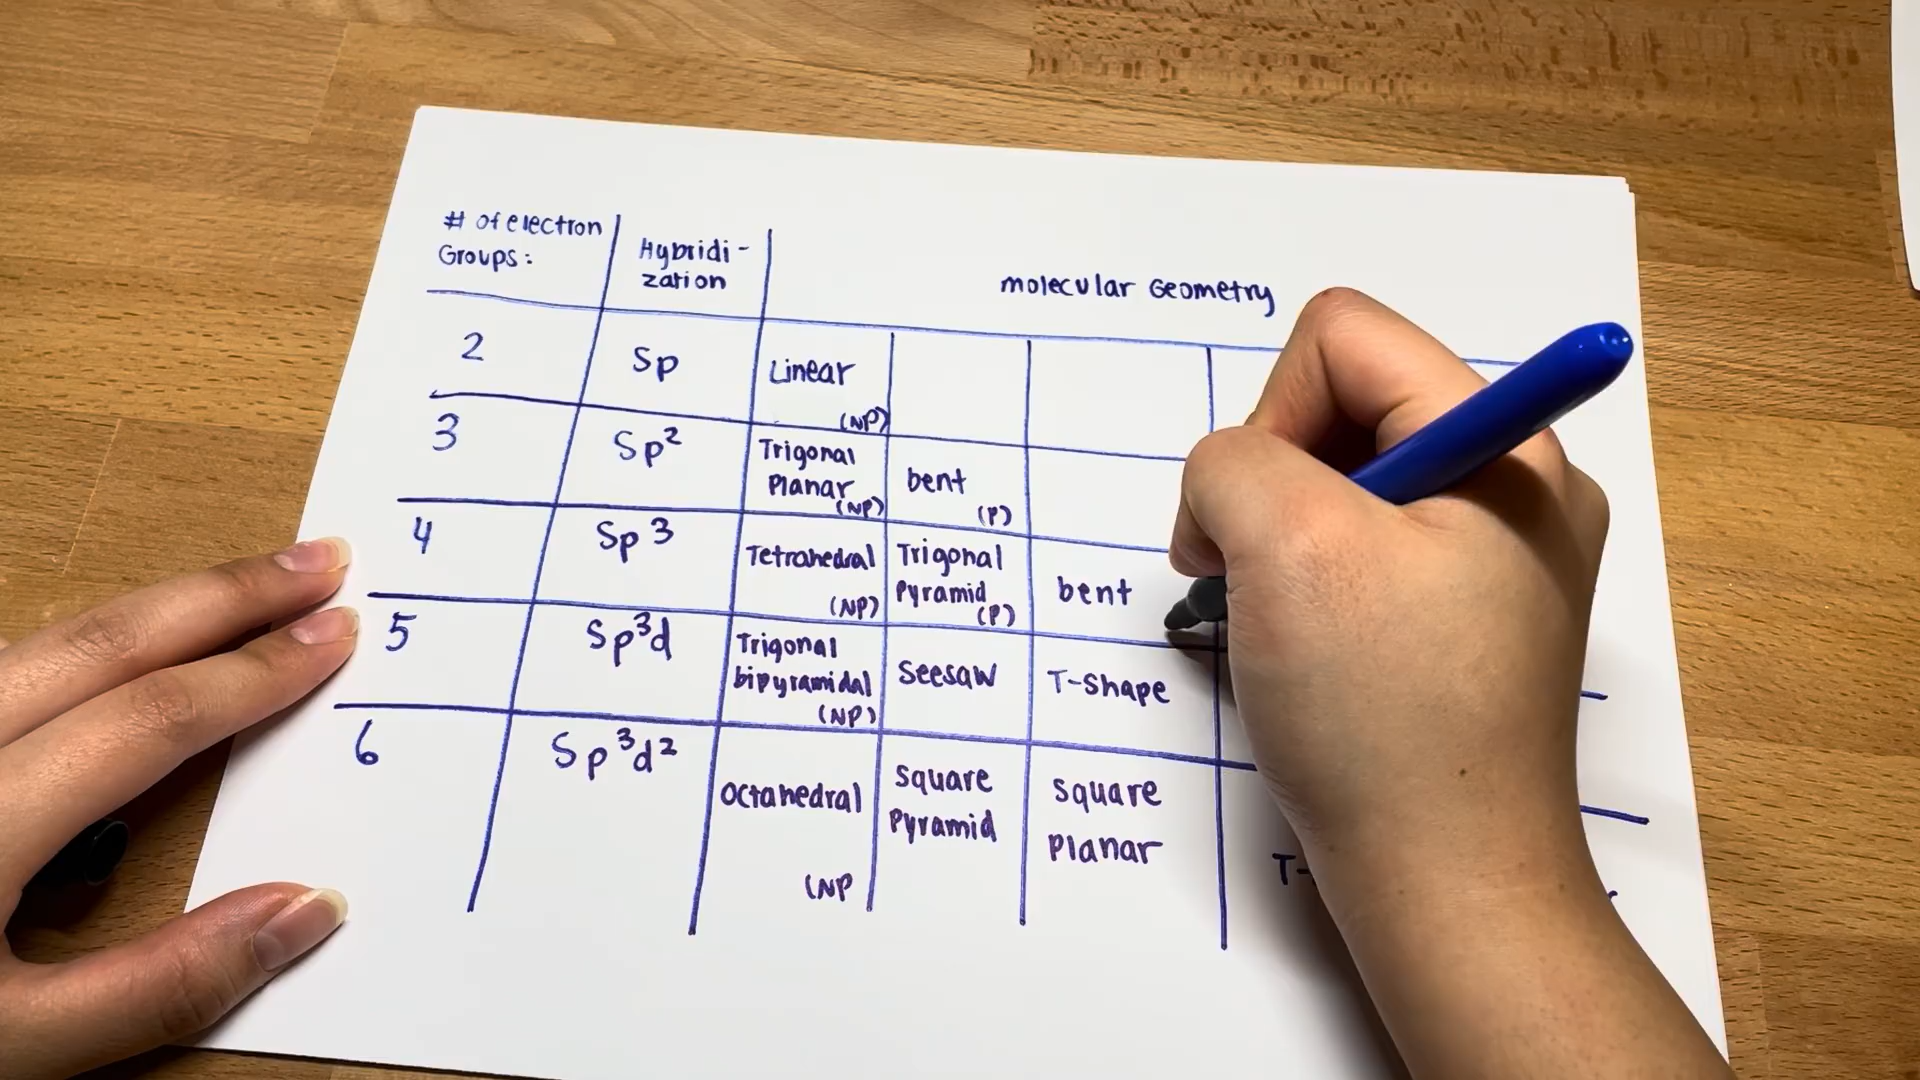 # of electron
Groups:
Hybridi-
zation
molecular Geometry
2
Sp
Linear
(NP)
3
Sp²
Trigonal
Planar
(NP)
bent
(P)
4
Sp³
Tetrahedral
(NP)
Trigonal
Pyramid
(P)
bent
5
Sp³d
Trigonal
bipyramidal
(NP)
Seesaw
T-Shape
6
Sp³d²
Octahedral
(NP
Square
Pyramid
Square
Planar
T-